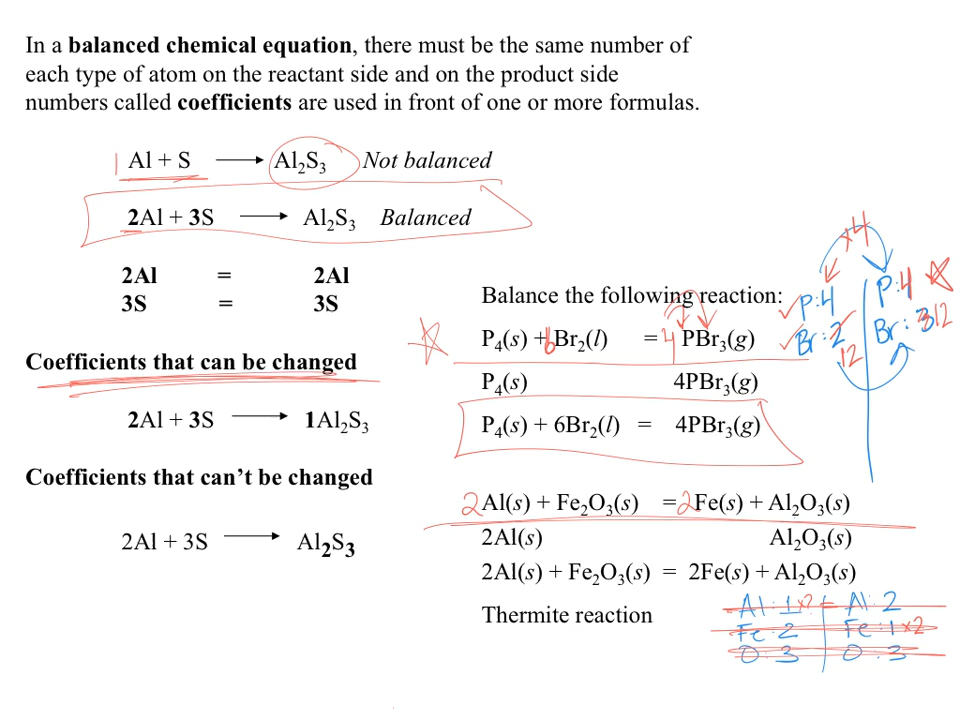 In a balanced chemical equation, there must be the same number of
each type of atom on the reactant side and on the product side
numbers called coefficients are used in front of one or more formulas.
1 Al + S ⟶ Al₂S₃ Not balanced
2Al + 3S ⟶ Al₂S₃ Balanced
2Al = 2Al
3S = 3S
Coefficients that can be changed
2Al + 3S ⟶ 1Al₂S₃
Coefficients that can't be changed
2Al + 3S ⟶ Al₂S₃
Balance the following reaction:
P₄(s) + 6Br₂(l) = 4 PBr₃(g)
P₄(s) 4PBr₃(g)
P₄(s) + 6Br₂(l) = 4PBr₃(g)
x4
P:4 P:4
Br:2 Br:3 12
12
2Al(s) + Fe₂O₃(s) = 2Fe(s) + Al₂O₃(s)
2Al(s) Al₂O₃(s)
2Al(s) + Fe₂O₃(s) = 2Fe(s) + Al₂O₃(s)
Thermite reaction
Al:1x2 Al:2
Fe:2 Fe:1x2
O:3 O:3